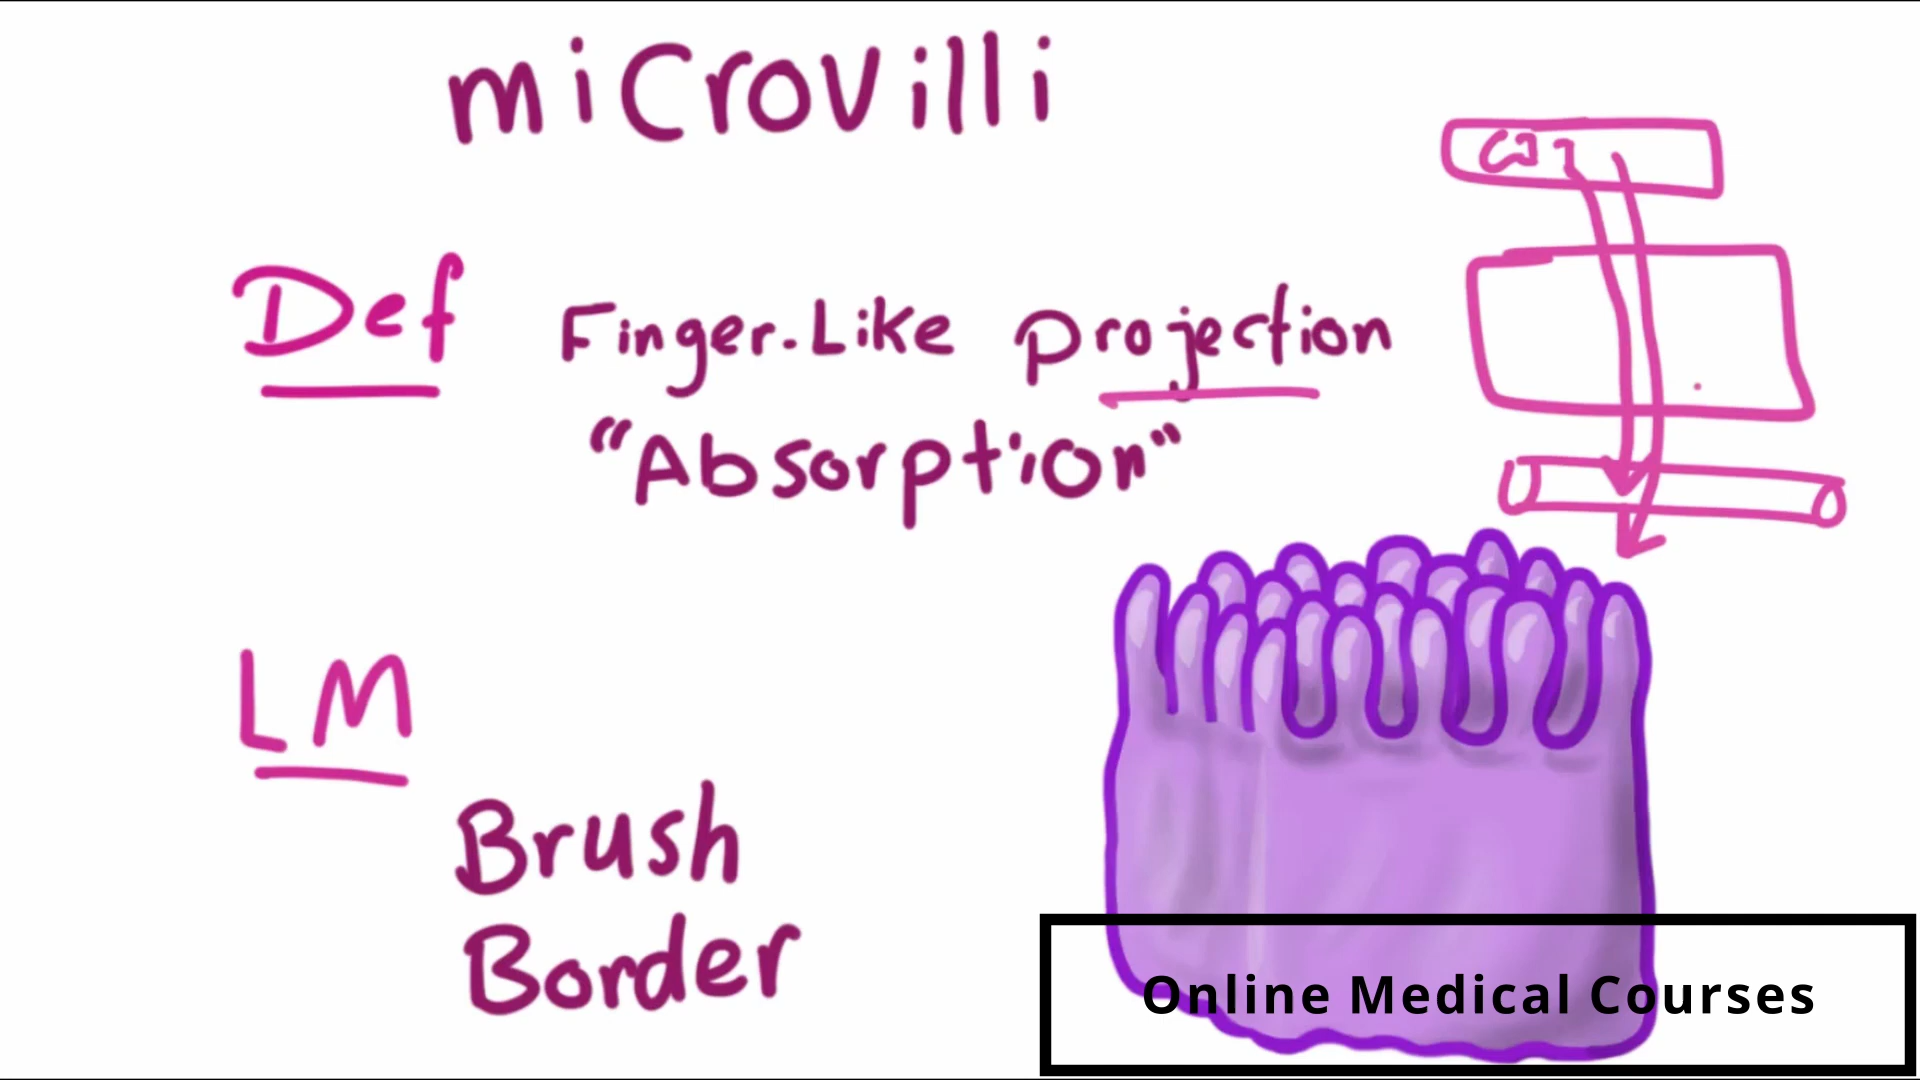 miCroVilli
Def Finger-Like projection
"Absorption"
LM
Brush
Border
Online Medical Courses